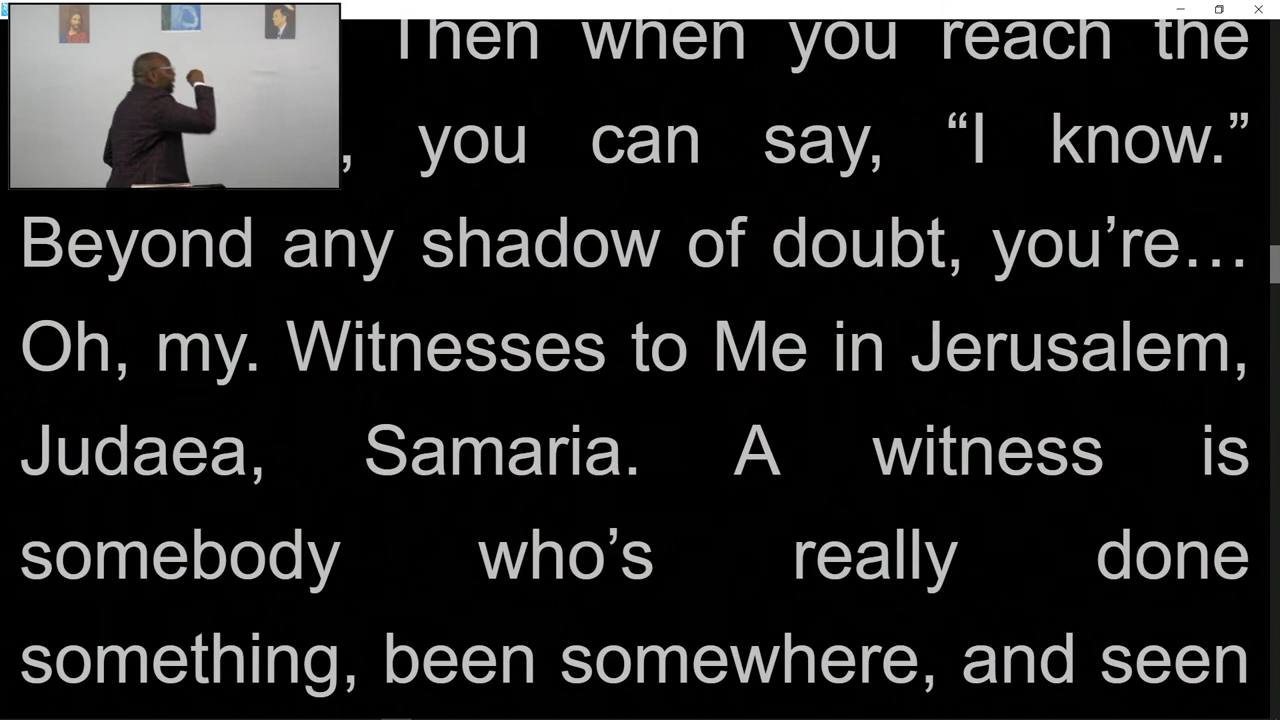 Then when you reach the
, you can say, “I know.”
Beyond any shadow of doubt, you’re…
Oh, my. Witnesses to Me in Jerusalem,
Judaea, Samaria. A witness is
somebody who’s really done
something, been somewhere, and seen